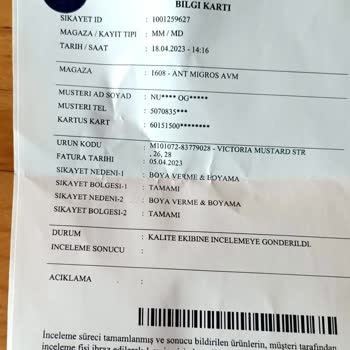 BILGI KARTI
SIKAYET ID : 1001259627
MAGAZA / KAYIT TIPI : MM / MD
TARIH / SAAT : 18.04.2023 - 14:16
MAGAZA : 1608 - ANT MIGROS AVM
MUSTERI AD SOYAD : NU**** OG*****
MUSTERI TEL : 5070835***
KARTUS KART : 60151500********
URUN KODU : M101072-83779028 - VICTORIA MUSTARD STR
, 26, 28
FATURA TARIHI : 05.04.2023
SIKAYET NEDENI-1 : BOYA VERME & BOYAMA
SIKAYET BOLGESI-1 : TAMAMI
SIKAYET NEDENI-2 : BOYA VERME & BOYAMA
SIKAYET BOLGESI-2 : TAMAMI
DURUM : KALITE EKIBINE INCELEMEYE GONDERILDI.
INCELEME SONUCU :
ACIKLAMA :
İnceleme süreci tamamlanmış ve sonucu bildirilen ürünlerin, müşteri tarafından
inceleme fişi ibraz edilerek